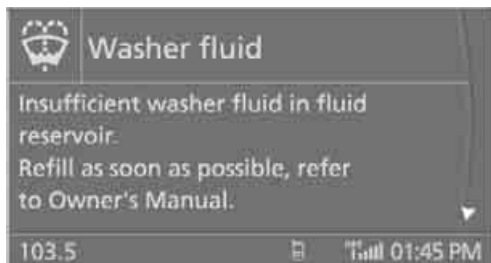 Washer fluid
Insufficient washer fluid in fluid
reservoir.
Refill as soon as possible, refer
to Owner's Manual.
103.5 01:45 PM